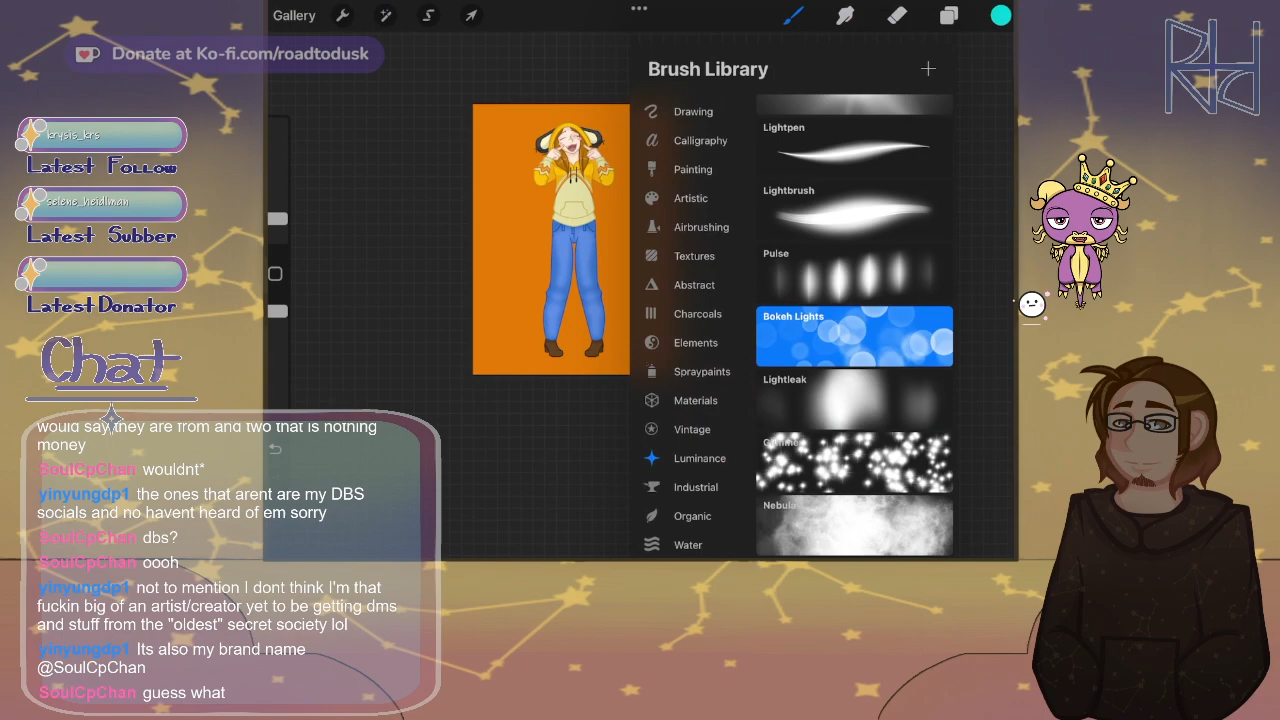 Gallery
Donate at Ko-fi.com/roadtodusk
krysis_krs
Latest Follow
selene_heidlman
Latest Subber
Latest Donator
Chat
would say they are from and two that is nothing
money
SoulCpChan wouldnt*
yinyungdp1 the ones that arent are my DBS
socials and no havent heard of em sorry
SoulCpChan dbs?
SoulCpChan oooh
yinyungdp1 not to mention I dont think I'm that
fuckin big of an artist/creator yet to be getting dms
and stuff from the "oldest" secret society lol
yinyungdp1 Its also my brand name
@SoulCpChan
SoulCpChan guess what
Brush Library
Drawing
Calligraphy
Painting
Artistic
Airbrushing
Textures
Abstract
Charcoals
Elements
Spraypaints
Materials
Vintage
Luminance
Industrial
Organic
Water
Lightpen
Lightbrush
Pulse
Bokeh Lights
Lightleak
Nebula
RtD